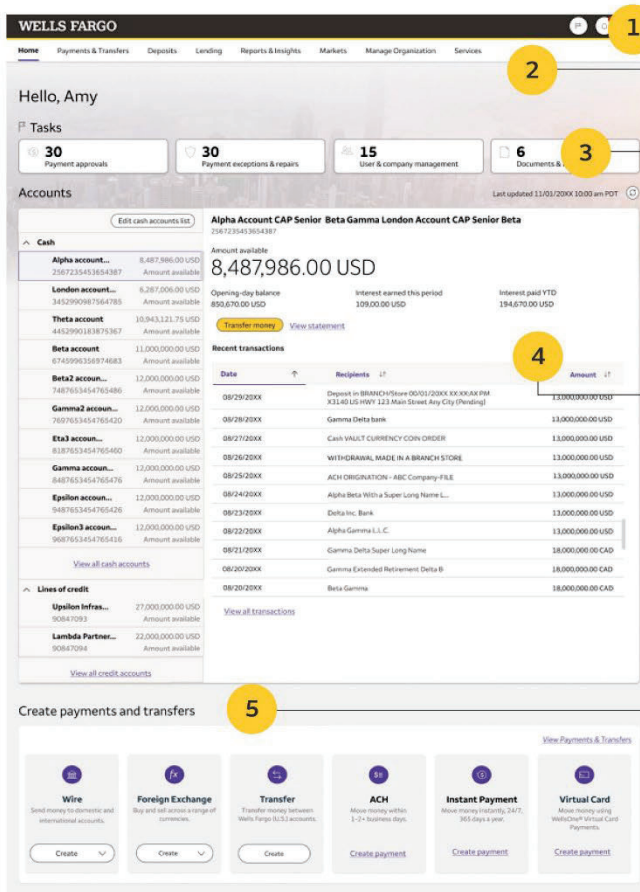 WELLS FARGO
1
Home Payments & Transfers Deposits Lending Reports & Insights Markets Manage Organization Services
2
Hello, Amy
Tasks
30 30 15 6
Payment approvals Payment exceptions & repairs User & company management Documents &
3
Accounts
Last updated 11/01/20XX 10:00 am PDT
Edit cash accounts list
Cash
Alpha account... 8,487,986.00 USD
2567235453654387 Amount available
London account... 6,287,006.00 USD
3452990987564785 Amount available
Theta account 10,943,121.75 USD
4452990183875367 Amount available
Beta account 11,000,000.00 USD
6745996356974683 Amount available
Beta2 accoun... 12,000,000.00 USD
7487653454765486 Amount available
Gamma2 accoun... 12,000,000.00 USD
7697653454765420 Amount available
Eta3 accoun... 12,000,000.00 USD
8187653454765460 Amount available
Gamma accoun... 12,000,000.00 USD
8487653454765476 Amount available
Epsilon accoun... 12,000,000.00 USD
9487653454765426 Amount available
Epsilon3 accoun... 12,000,000.00 USD
9687653454765416 Amount available
View all cash accounts
Lines of credit
Upsilon Infras... 27,000,000.00 USD
90847093 Amount available
Lambda Partner... 22,000,000.00 USD
90847094 Amount available
View all credit accounts
Alpha Account CAP Senior Beta Gamma London Account CAP Senior Beta
2567235453654387
Amount available
8,487,986.00 USD
Opening-day balance Interest earned this period Interest paid YTD
850,670.00 USD 109,00.00 USD 194,670.00 USD
Transfer money View statement
Recent transactions
4
Date Recipients Amount
08/29/20XX Deposit in BRANCH/Store 00/01/20XX XX:XX:AX PM 13,000,000.00 USD
X3140 US HWY 123 Main Street Any City (Pending)
08/28/20XX Gamma Delta bank 13,000,000.00 USD
08/27/20XX Cash VAULT CURRENCY COIN ORDER 13,000,000.00 USD
08/26/20XX WITHDRAWAL MADE IN A BRANCH STORE 13,000,000.00 USD
08/25/20XX ACH ORIGINATION - ABC Company-FILE 13,000,000.00 USD
08/24/20XX Alpha Beta With a Super Long Name L... 13,000,000.00 USD
08/23/20XX Delta Inc. Bank 13,000,000.00 USD
08/22/20XX Alpha Gamma L.L.C. 13,000,000.00 USD
08/21/20XX Gamma Delta Super Long Name 18,000,000.00 CAD
08/20/20XX Gamma Extended Retirement Delta B 18,000,000.00 CAD
08/20/20XX Beta Gamma 18,000,000.00 CAD
View all transactions
Create payments and transfers
5
View Payments & Transfers
Wire Foreign Exchange Transfer ACH Instant Payment Virtual Card
Send money to domestic and Buy and sell across a range of Transfer money between Move money within Move money instantly, 24/7, Move money using
international accounts. currencies. Wells Fargo (U.S.) accounts. 1-2+ business days. 365 days a year. WellsOne® Virtual Card
Payments.
Create Create Create Create payment Create payment Create payment